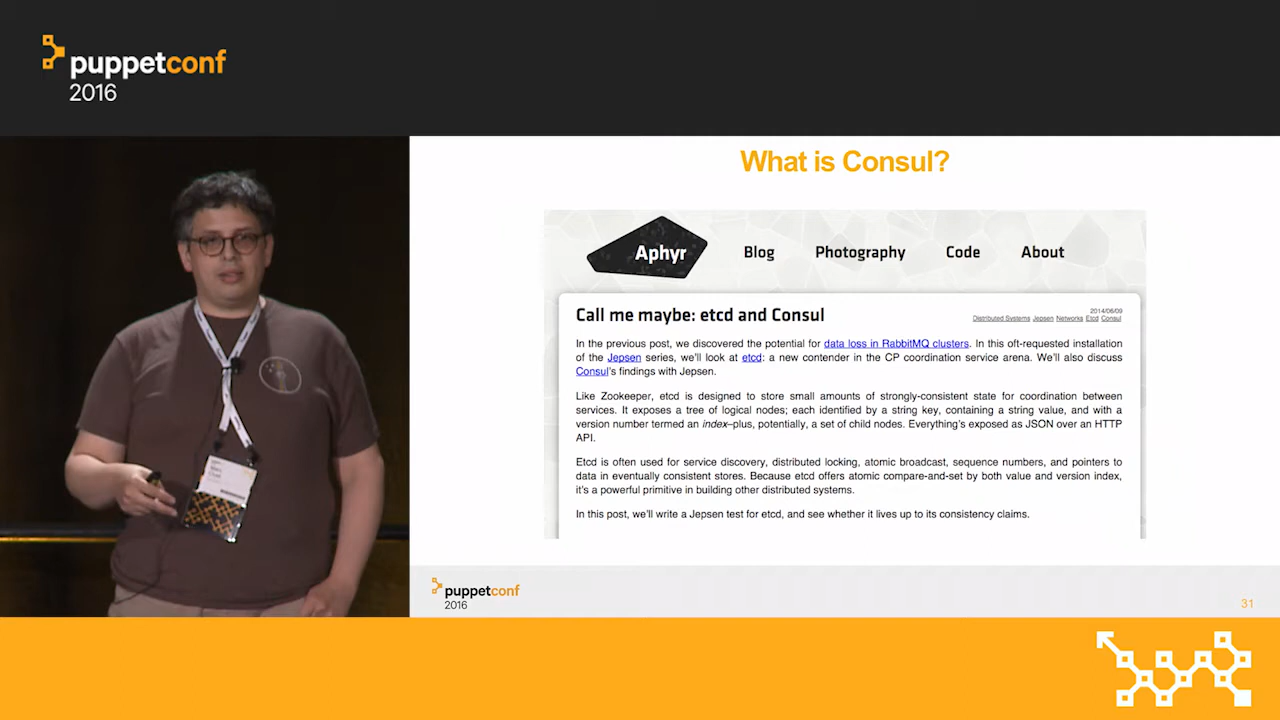 puppetconf
2016
What is Consul?
Aphyr Blog Photography Code About
Call me maybe: etcd and Consul
2014/06/09
Distributed Systems Jepsen Networks Etcd Consul
In the previous post, we discovered the potential for data loss in RabbitMQ clusters. In this oft-requested installation
of the Jepsen series, we'll look at etcd: a new contender in the CP coordination service arena. We'll also discuss
Consul's findings with Jepsen.
Like Zookeeper, etcd is designed to store small amounts of strongly-consistent state for coordination between
services. It exposes a tree of logical nodes; each identified by a string key, containing a string value, and with a
version number termed an index–plus, potentially, a set of child nodes. Everything's exposed as JSON over an HTTP
API.
Etcd is often used for service discovery, distributed locking, atomic broadcast, sequence numbers, and pointers to
data in eventually consistent stores. Because etcd offers atomic compare-and-set by both value and version index,
it's a powerful primitive in building other distributed systems.
In this post, we'll write a Jepsen test for etcd, and see whether it lives up to its consistency claims.
puppetconf
2016
31